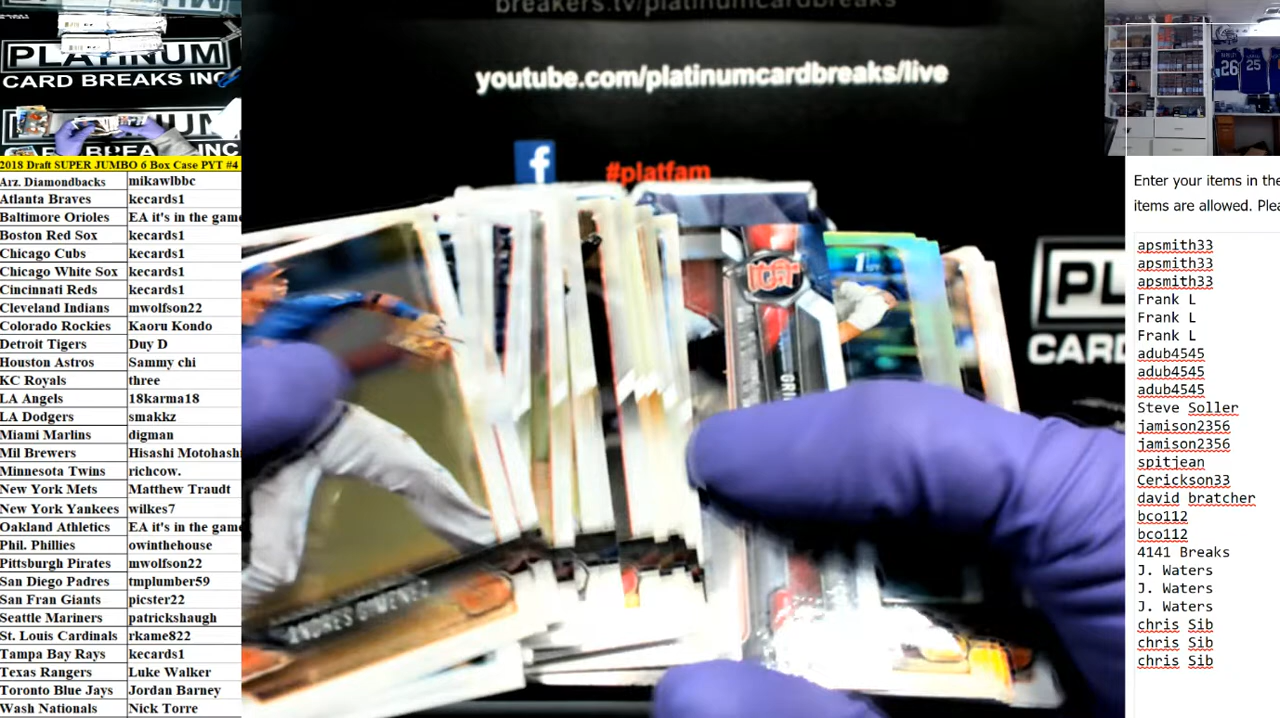 breakers.tv/platinumcardbreaks
youtube.com/platinumcardbreaks/live
f
#platfam
PLATINUM
CARD BREAKS INC
2018 Draft SUPER JUMBO 6 Box Case PYT #4
Arz. Diamondbacks mikawlbbc
Atlanta Braves kecards1
Baltimore Orioles EA it's in the game
Boston Red Sox kecards1
Chicago Cubs kecards1
Chicago White Sox kecards1
Cincinnati Reds kecards1
Cleveland Indians mwolfson22
Colorado Rockies Kaoru Kondo
Detroit Tigers Duy D
Houston Astros Sammy chi
KC Royals three
LA Angels 18karma18
LA Dodgers smakkz
Miami Marlins digman
Mil Brewers Hisashi Motohashi
Minnesota Twins richcow.
New York Mets Matthew Traudt
New York Yankees wilkes7
Oakland Athletics EA it's in the game
Phil. Phillies owinthehouse
Pittsburgh Pirates mwolfson22
San Diego Padres tmplumber59
San Fran Giants picster22
Seattle Mariners patrickshaugh
St. Louis Cardinals rkame822
Tampa Bay Rays kecards1
Texas Rangers Luke Walker
Toronto Blue Jays Jordan Barney
Wash Nationals Nick Torre
ANDRES GIMENEZ
1
PL
CAR
26
25
Enter your items in the
items are allowed. Plea
apsmith33
apsmith33
apsmith33
Frank L
Frank L
Frank L
adub4545
adub4545
adub4545
Steve Soller
jamison2356
jamison2356
spitjean
Cerickson33
david bratcher
bco112
bco112
4141 Breaks
J. Waters
J. Waters
J. Waters
chris Sib
chris Sib
chris Sib